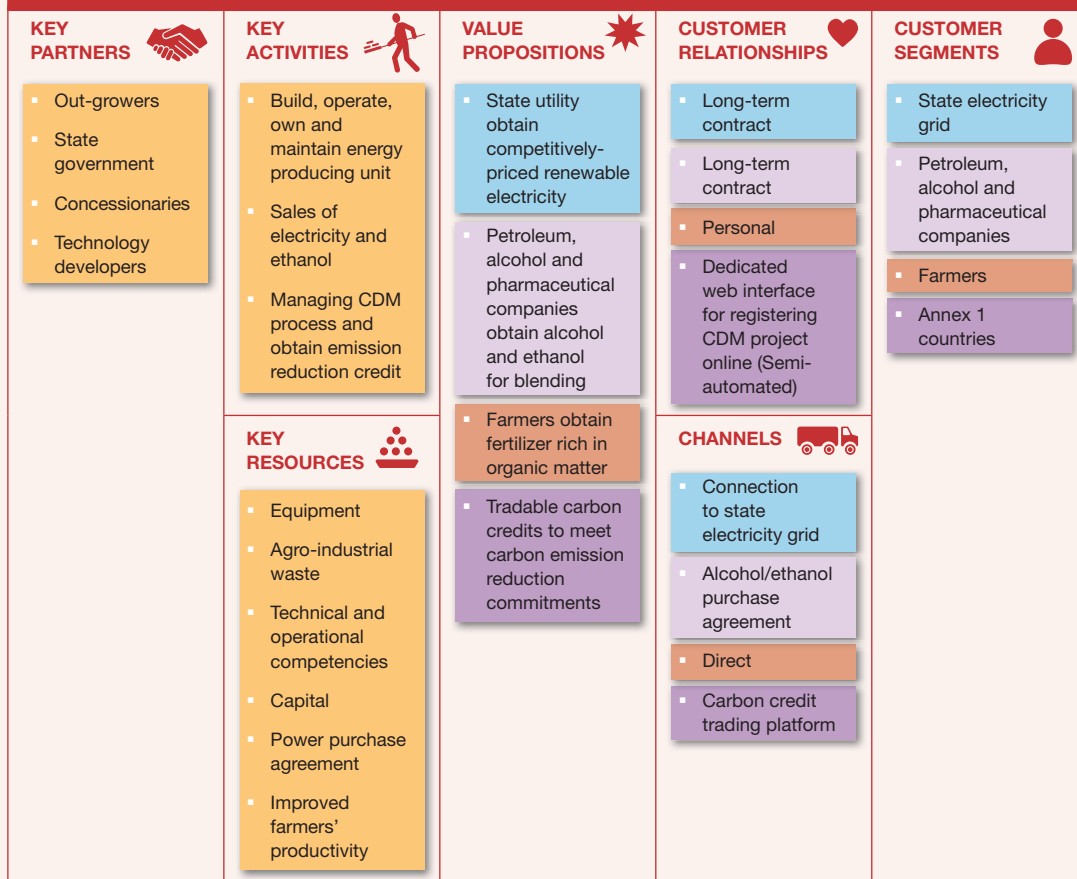 KEY
PARTNERS
Out-growers
State
government
Concessionaries
Technology
developers
KEY
ACTIVITIES
Build, operate,
own and
maintain energy
producing unit
Sales of
electricity and
ethanol
Managing CDM
process and
obtain emission
reduction credit
KEY
RESOURCES
Equipment
Agro-industrial
waste
Technical and
operational
competencies
Capital
Power purchase
agreement
Improved
farmers'
productivity
VALUE
PROPOSITIONS
State utility
obtain
competitively-
priced renewable
electricity
Petroleum,
alcohol and
pharmaceutical
companies
obtain alcohol
and ethanol
for blending
Farmers obtain
fertilizer rich in
organic matter
Tradable carbon
credits to meet
carbon emission
reduction
commitments
CUSTOMER
RELATIONSHIPS
Long-term
contract
Long-term
contract
Personal
Dedicated
web interface
for registering
CDM project
online (Semi-
automated)
CHANNELS
Connection
to state
electricity grid
Alcohol/ethanol
purchase
agreement
Direct
Carbon credit
trading platform
CUSTOMER
SEGMENTS
State electricity
grid
Petroleum,
alcohol and
pharmaceutical
companies
Farmers
Annex 1
countries